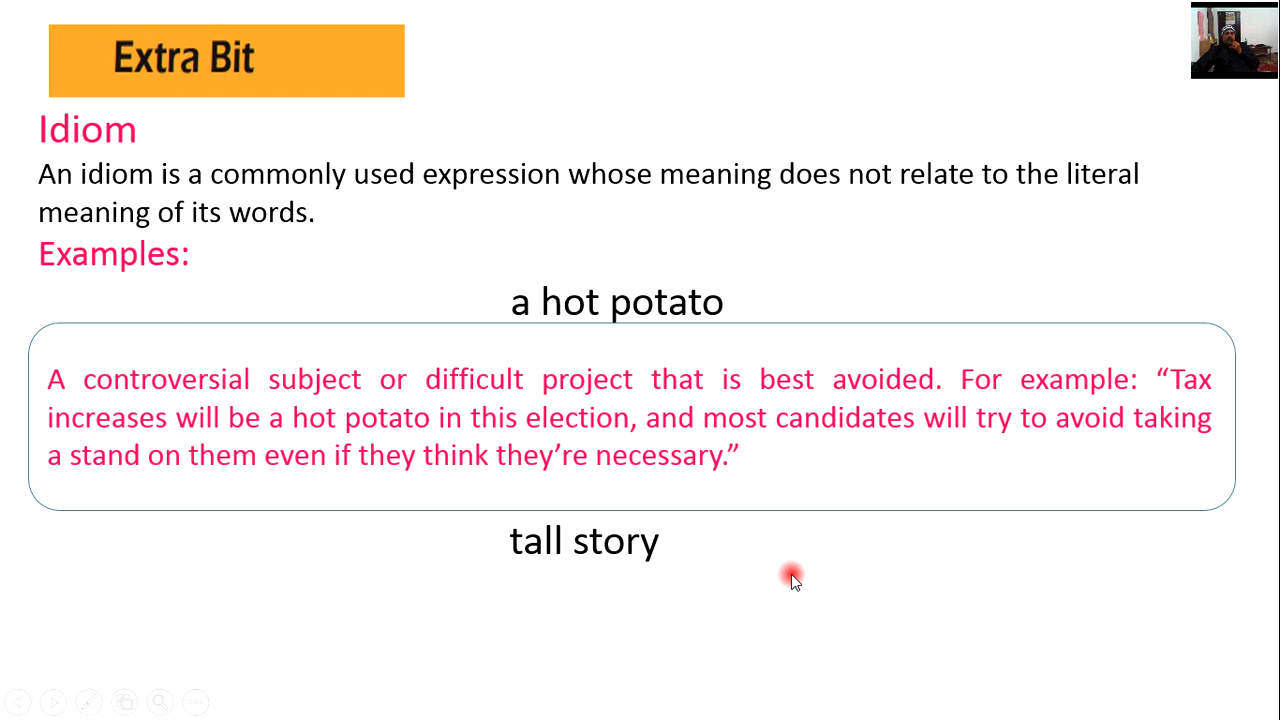 Extra Bit
Idiom
An idiom is a commonly used expression whose meaning does not relate to the literal
meaning of its words.
Examples:
a hot potato
A controversial subject or difficult project that is best avoided. For example: “Tax
increases will be a hot potato in this election, and most candidates will try to avoid taking
a stand on them even if they think they’re necessary.”
tall story